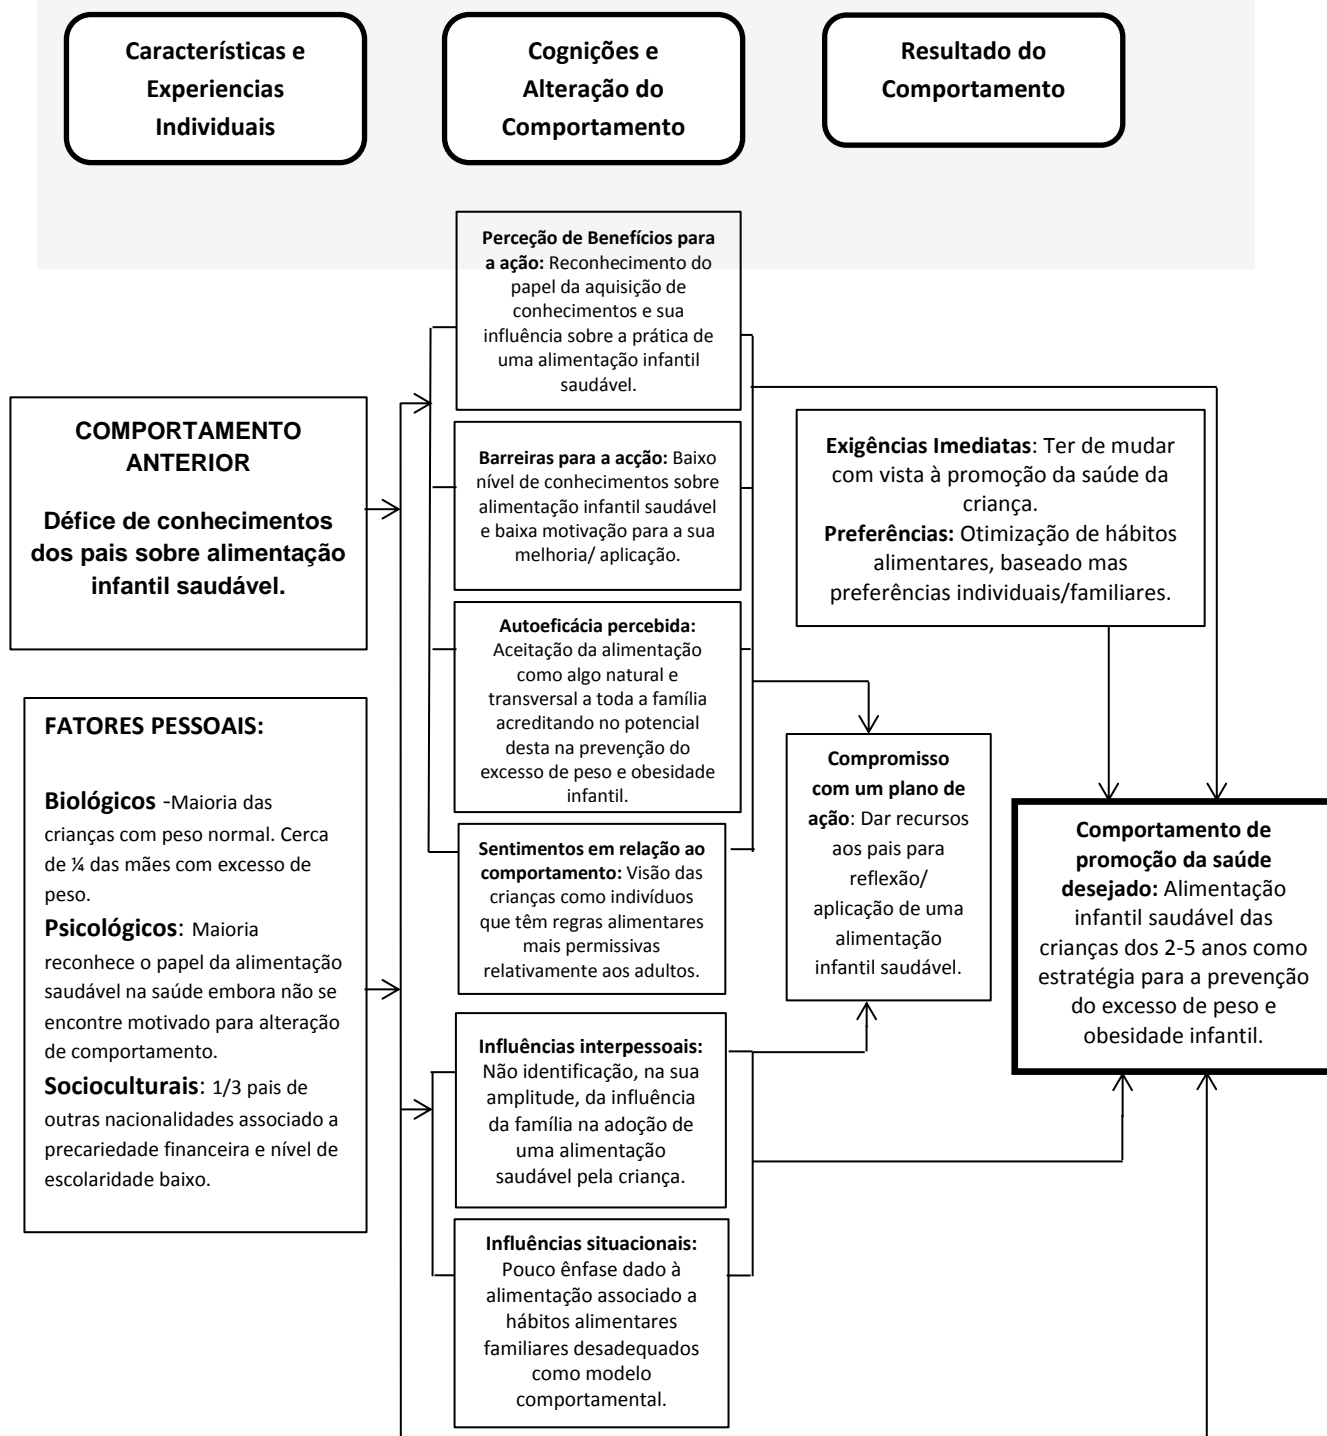 Características e
Experiencias
Individuais
Cognições e
Alteração do
Comportamento
Resultado do
Comportamento
COMPORTAMENTO
ANTERIOR
Défice de conhecimentos
dos pais sobre alimentação
infantil saudável.
FATORES PESSOAIS:
Biológicos -Maioria das
crianças com peso normal. Cerca
de ¼ das mães com excesso de
peso.
Psicológicos: Maioria
reconhece o papel da alimentação
saudável na saúde embora não se
encontre motivado para alteração
de comportamento.
Socioculturais: 1/3 pais de
outras nacionalidades associado a
precariedade financeira e nível de
escolaridade baixo.
Perceção de Benefícios para
a ação: Reconhecimento do
papel da aquisição de
conhecimentos e sua
influência sobre a prática de
uma alimentação infantil
saudável.
Barreiras para a acção: Baixo
nível de conhecimentos sobre
alimentação infantil saudável
e baixa motivação para a sua
melhoria/ aplicação.
Autoeficácia percebida:
Aceitação da alimentação
como algo natural e
transversal a toda a família
acreditando no potencial
desta na prevenção do
excesso de peso e obesidade
infantil.
Sentimentos em relação ao
comportamento: Visão das
crianças como indivíduos
que têm regras alimentares
mais permissivas
relativamente aos adultos.
Influências interpessoais:
Não identificação, na sua
amplitude, da influência
da família na adoção de
uma alimentação
saudável pela criança.
Influências situacionais:
Pouco ênfase dado à
alimentação associado a
hábitos alimentares
familiares desadequados
como modelo
comportamental.
Exigências Imediatas: Ter de mudar
com vista à promoção da saúde da
criança.
Preferências: Otimização de hábitos
alimentares, baseado mas
preferências individuais/familiares.
Compromisso
com um plano de
ação: Dar recursos
aos pais para
reflexão/
aplicação de uma
alimentação
infantil saudável.
Comportamento de
promoção da saúde
desejado: Alimentação
infantil saudável das
crianças dos 2-5 anos como
estratégia para a prevenção
do excesso de peso e
obesidade infantil.